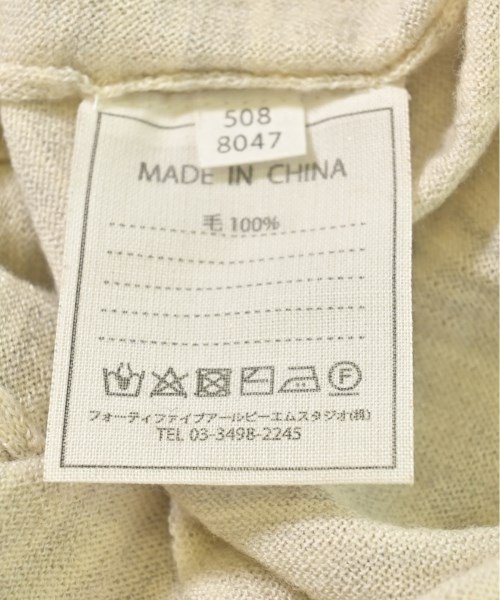 508
8047
MADE IN CHINA
毛 100%
フォーティファイブアールピーエムスタジオ(株)
TEL 03-3498-2245
F